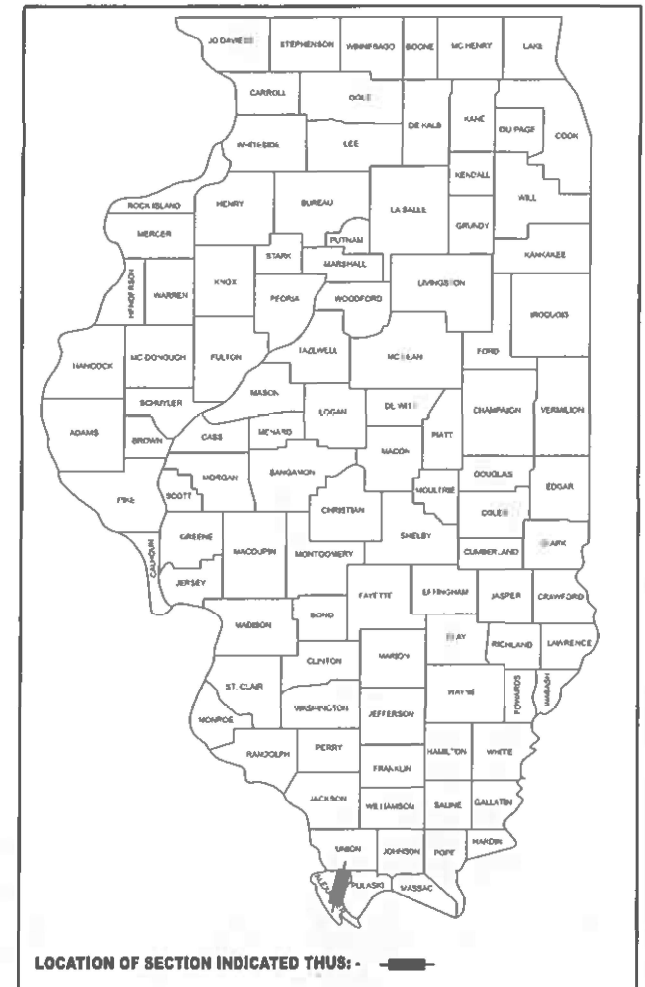 JO DAVIESS STEPHENSON WINNEBAGO BOONE MC HENRY LAKE
CARROLL OGLE DE KALB KANE DU PAGE COOK
WHITESIDE LEE
KENDALL
ROCK ISLAND HENRY BUREAU LA SALLE GRUNDY WILL
MERCER PUTNAM
STARK MARSHALL KANKAKEE
HENDERSON WARREN KNOX PEORIA WOODFORD LIVINGSTON IROQUOIS
HANCOCK MC DONOUGH FULTON TAZEWELL MC LEAN FORD
SCHUYLER MASON LOGAN DE WITT CHAMPAIGN VERMILION
ADAMS BROWN CASS MENARD MACON PIATT
PIKE SCOTT MORGAN SANGAMON CHRISTIAN MOULTRIE DOUGLAS EDGAR
CALHOUN GREENE MACOUPIN MONTGOMERY SHELBY COLES
CUMBERLAND CLARK
JERSEY FAYETTE EFFINGHAM JASPER CRAWFORD
MADISON BOND CLAY RICHLAND LAWRENCE
ST. CLAIR CLINTON MARION WAYNE EDWARDS WABASH
MONROE WASHINGTON JEFFERSON
RANDOLPH PERRY FRANKLIN HAMILTON WHITE
JACKSON WILLIAMSON SALINE GALLATIN
UNION JOHNSON POPE HARDIN
PULASKI MASSAC
LOCATION OF SECTION INDICATED THUS: -